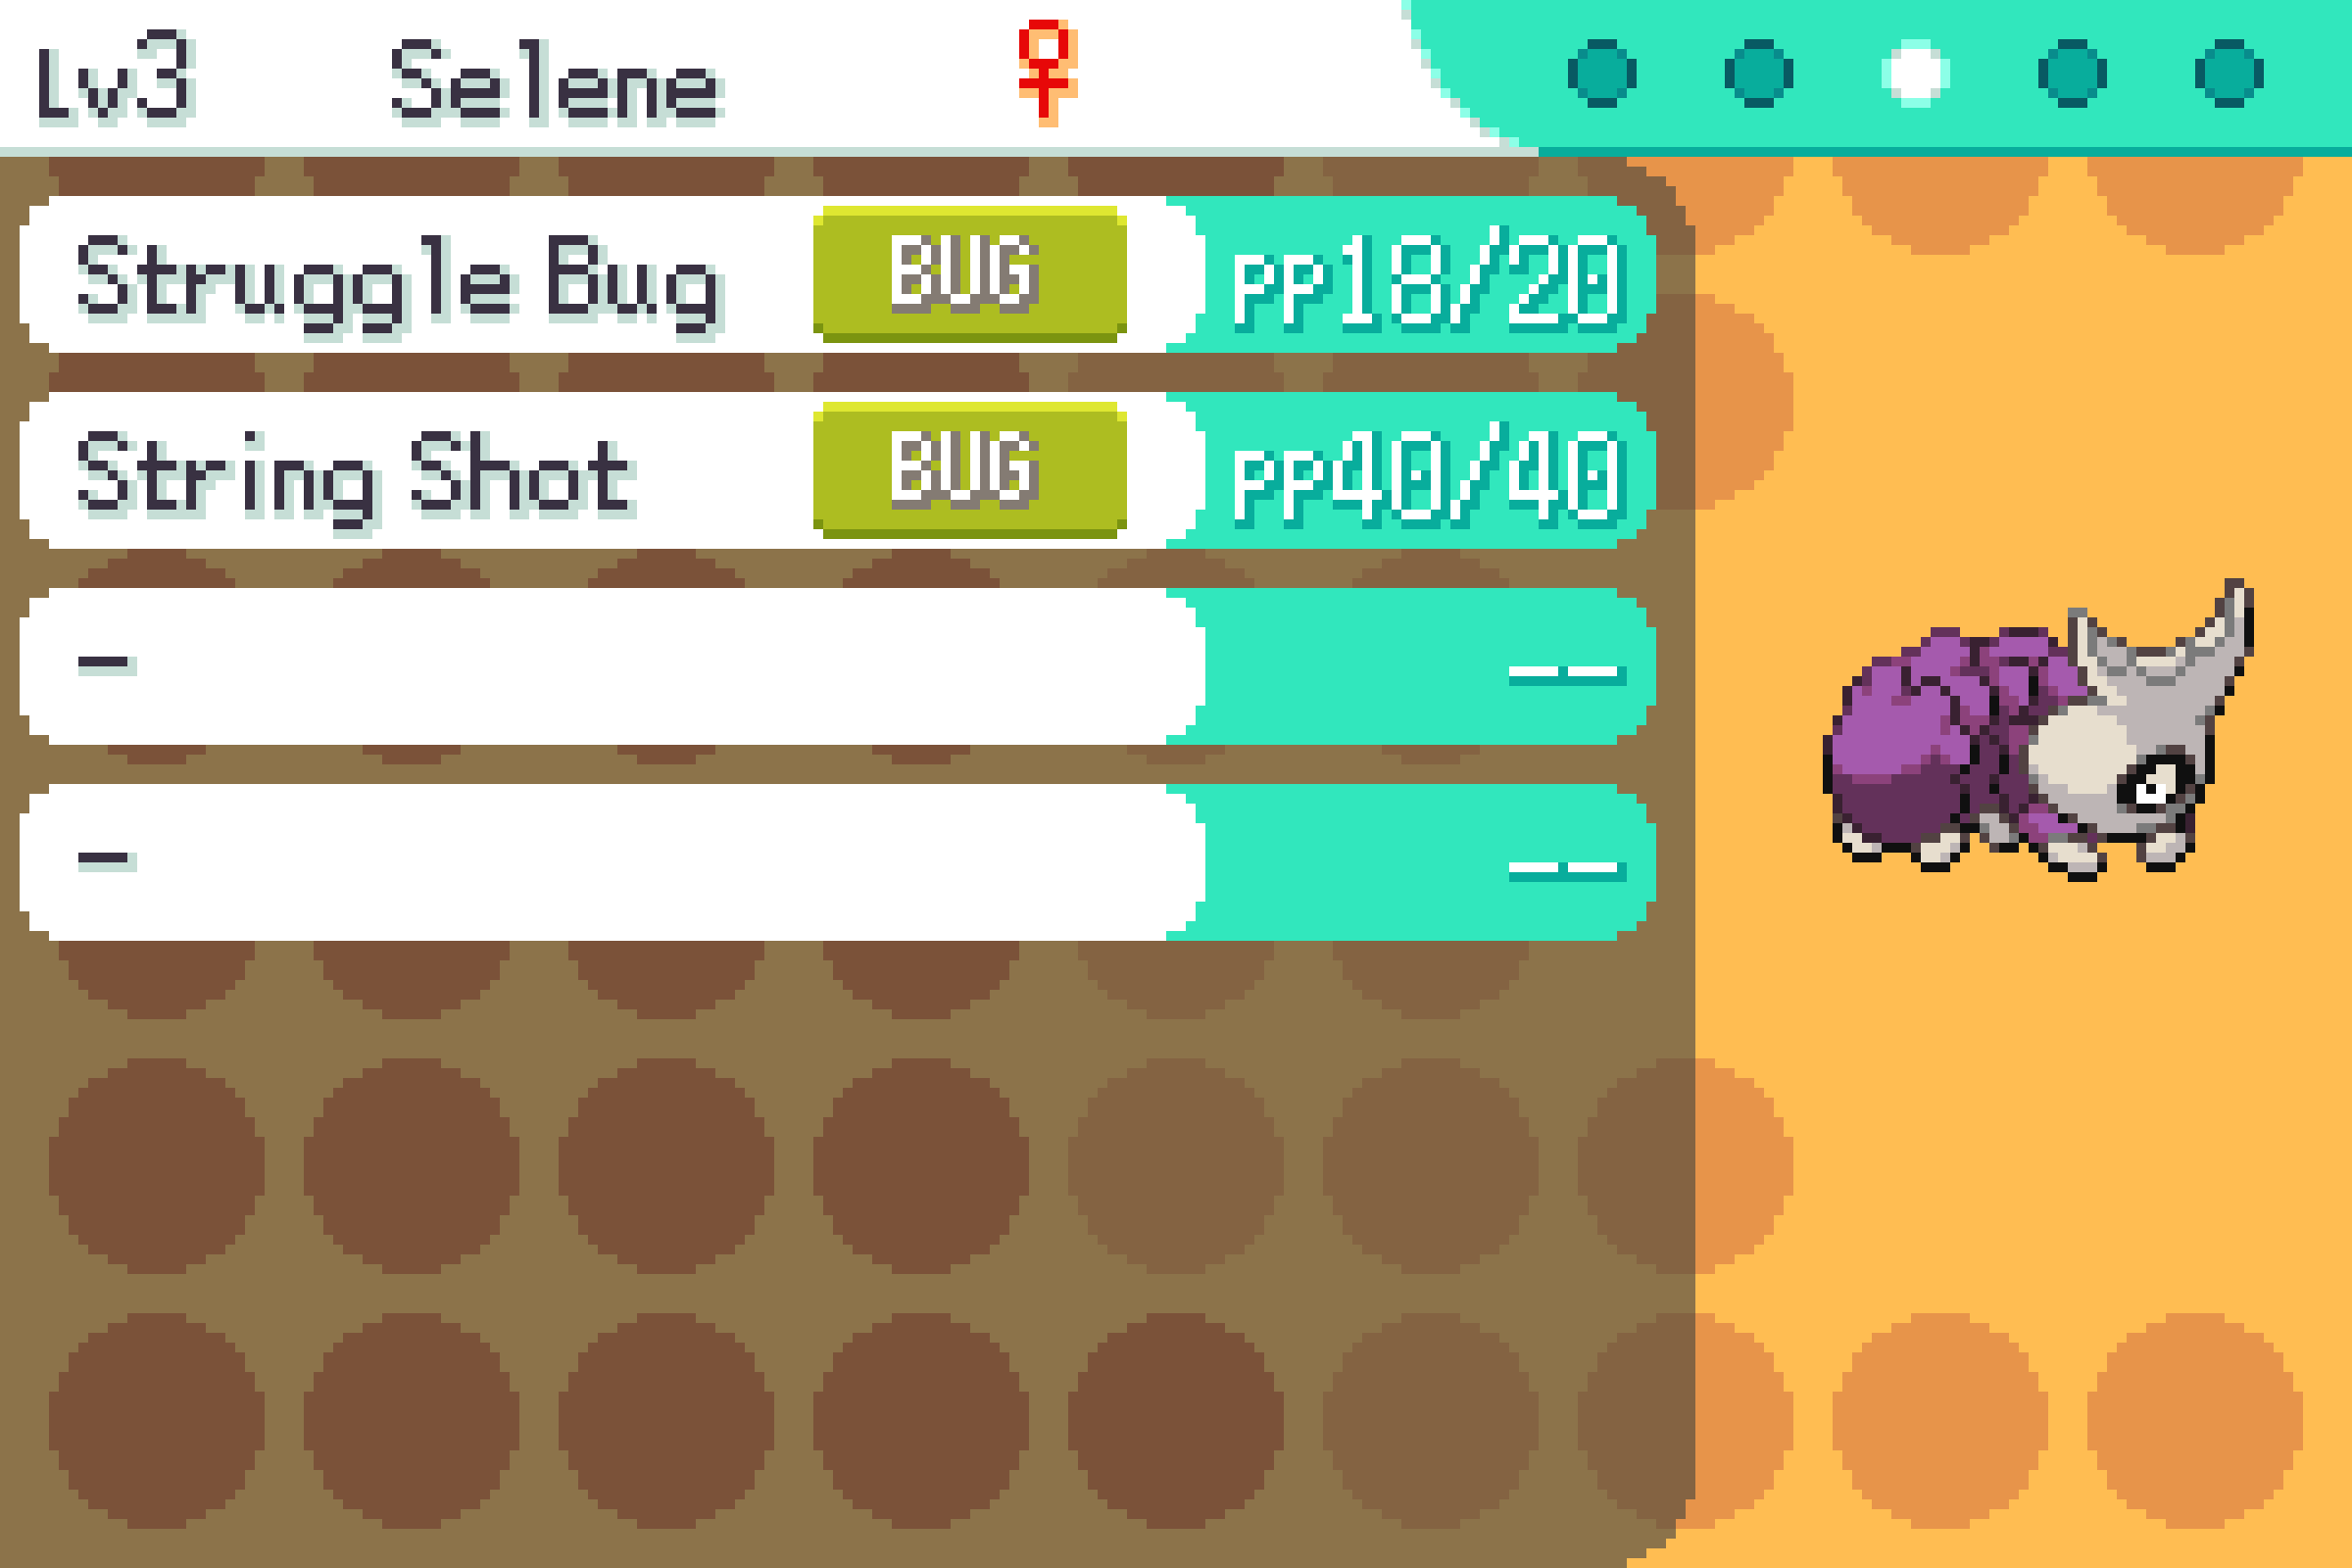 Lv3 Selene ♀
Struggle Bug BUG PP18/20
String Shot BUG PP40/40
- --
- --